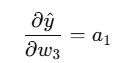 ∂ŷ/∂w₃ = a₁